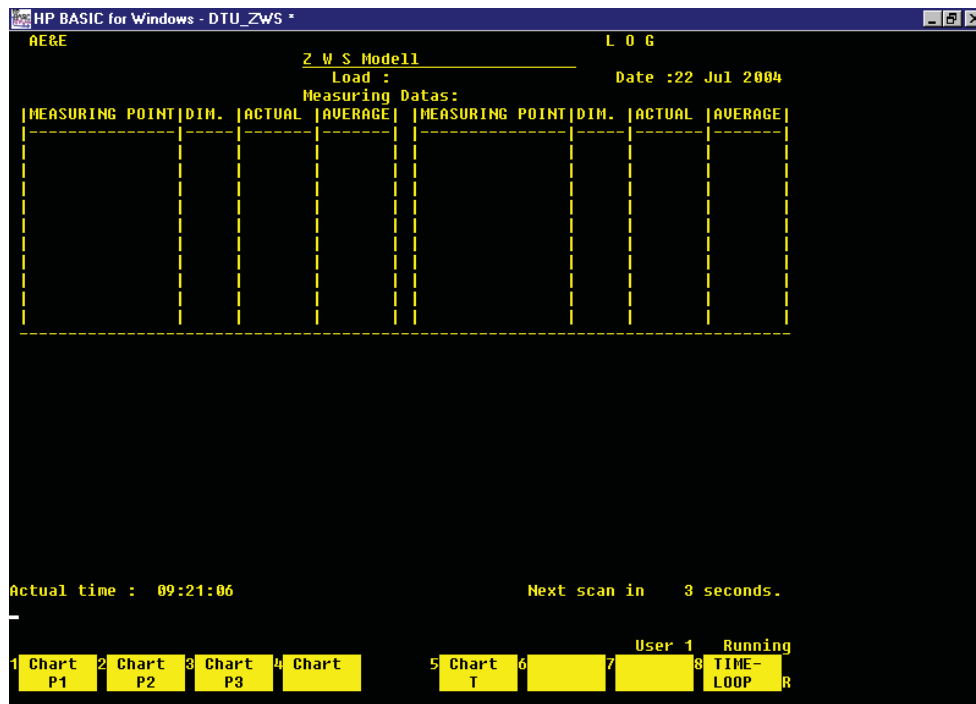 HP BASIC for Windows - DTU_ZWS *
AE&E L O G
Z W S Modell
Load : Date :22 Jul 2004
Measuring Datas:
|MEASURING POINT|DIM. |ACTUAL |AVERAGE| |MEASURING POINT|DIM. |ACTUAL |AVERAGE|
Actual time : 09:21:06 Next scan in 3 seconds.
User 1 Running
1 Chart 2 Chart 3 Chart 4 Chart 5 Chart 6 7 8 TIME-
P1 P2 P3 T LOOP R